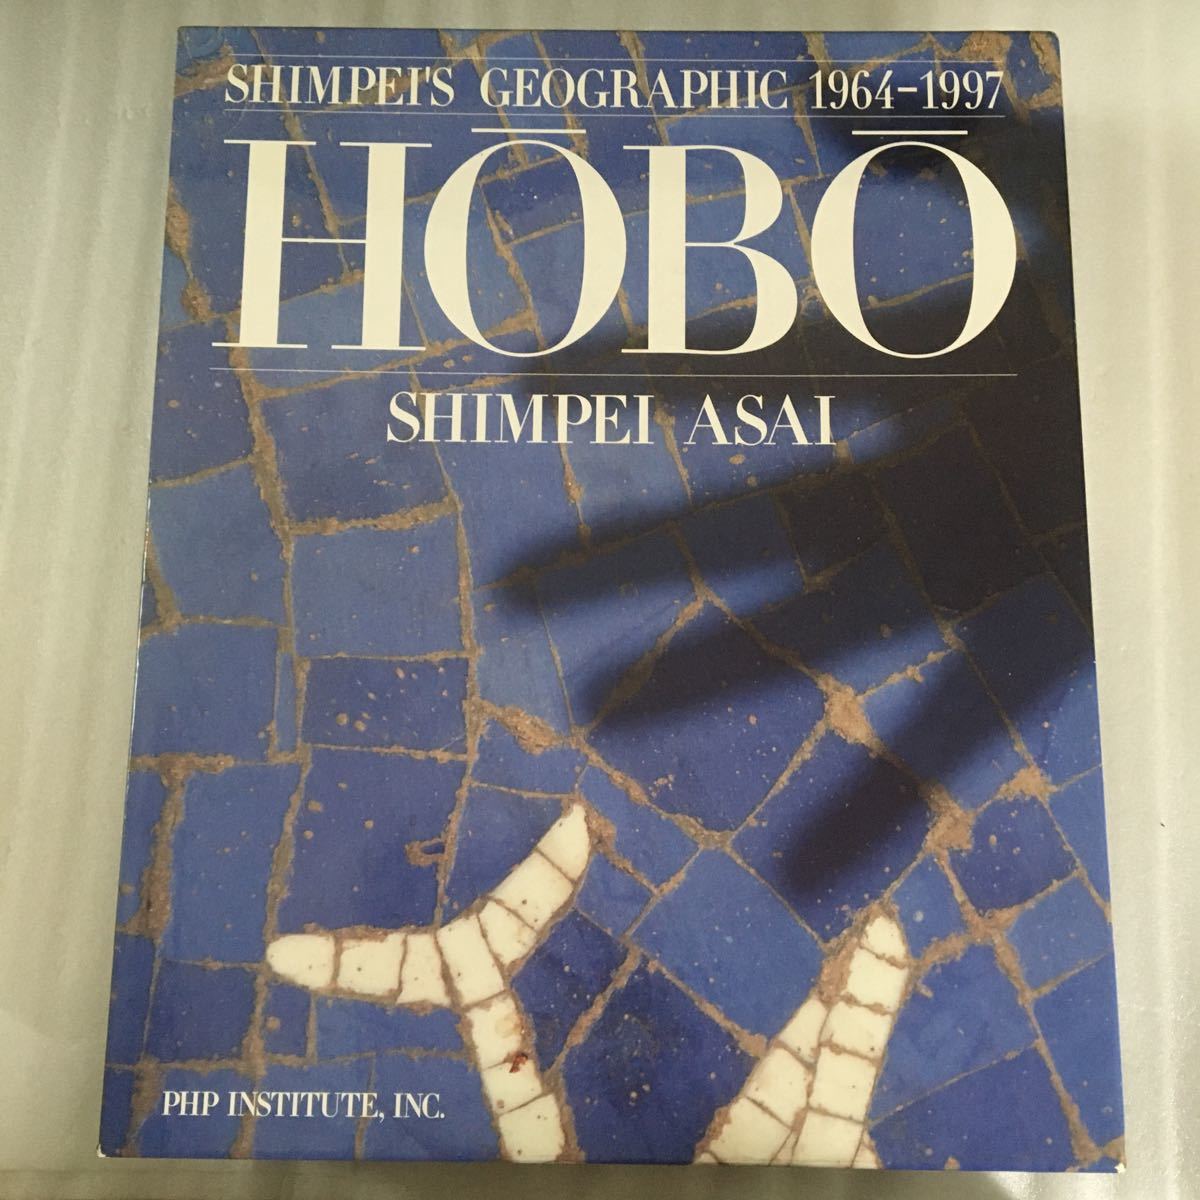 SHIMPEI'S GEOGRAPHIC 1964-1997
HŌBŌ
SHIMPEI ASAI
PHP INSTITUTE, INC.